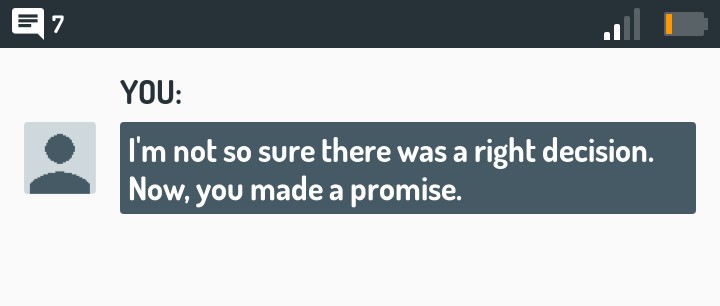 7
YOU:
I'm not so sure there was a right decision.
Now, you made a promise.